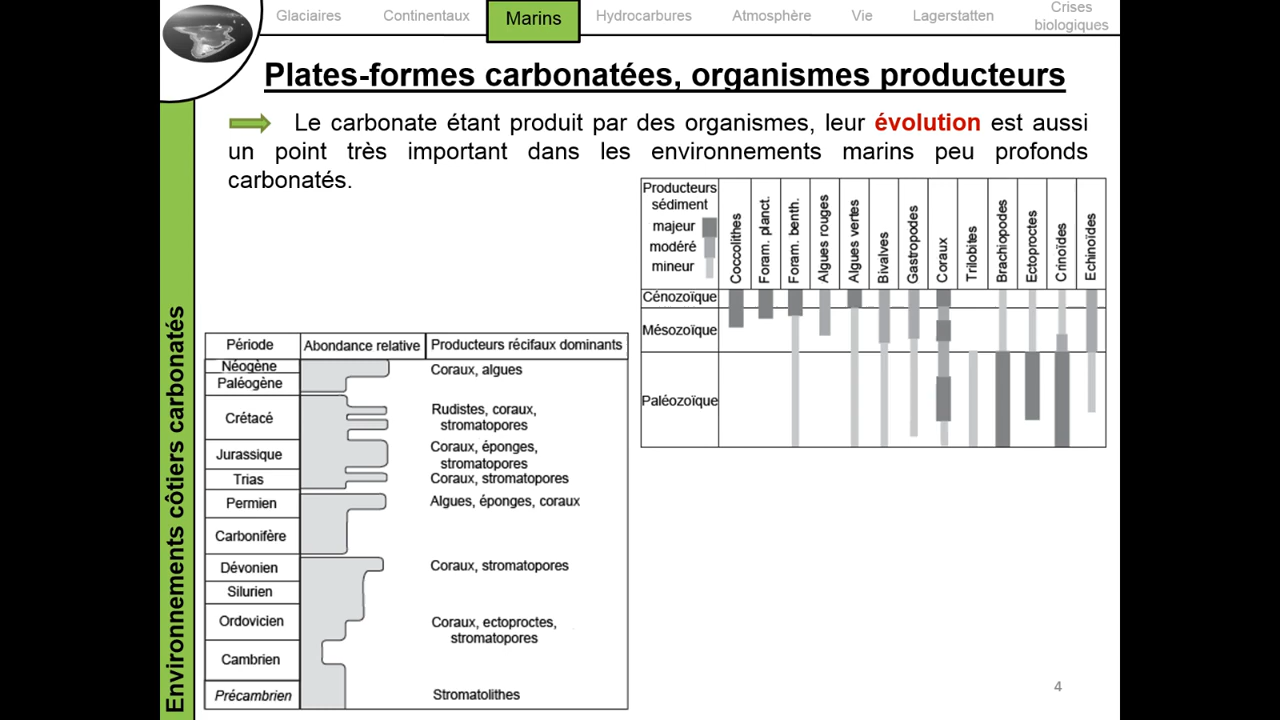 Glaciaires Continentaux Marins Hydrocarbures Atmosphère Vie Lagerstatten Crises biologiques
Plates-formes carbonatées, organismes producteurs
Le carbonate étant produit par des organismes, leur évolution est aussi
un point très important dans les environnements marins peu profonds
carbonatés.
Producteurs
sédiment
majeur
modéré
mineur
Coccolithes
Foram. planct.
Foram. benth.
Algues rouges
Algues vertes
Bivalves
Gastropodes
Coraux
Trilobites
Brachiopodes
Ectoproctes
Crinoïdes
Echinoïdes
Cénozoïque
Mésozoïque
Paléozoïque
Période Abondance relative Producteurs récifaux dominants
Néogène Coraux, algues
Paléogène
Crétacé Rudistes, coraux,
stromatopores
Jurassique Coraux, éponges,
stromatopores
Trias Coraux, stromatopores
Permien Algues, éponges, coraux
Carbonifère
Dévonien Coraux, stromatopores
Silurien
Ordovicien Coraux, ectoproctes,
stromatopores
Cambrien
Précambrien Stromatolithes
Environnements côtiers carbonatés
4